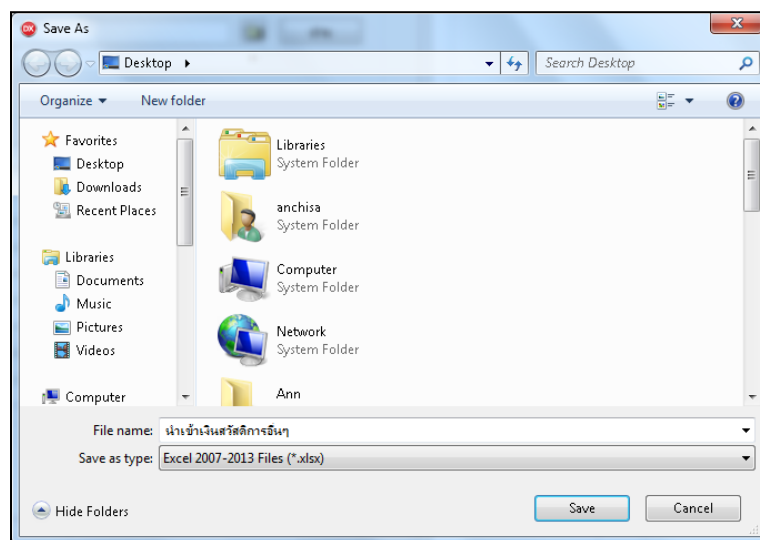 DX Save As
Desktop
Search Desktop
Organize New folder
Favorites
Desktop
Downloads
Recent Places
Libraries
Documents
Music
Pictures
Videos
Computer
Libraries
System Folder
anchisa
System Folder
Computer
System Folder
Network
System Folder
Ann
File name: นำเข้าเงินสวัสดิการอื่นๆ
Save as type: Excel 2007-2013 Files (*.xlsx)
Hide Folders Save Cancel